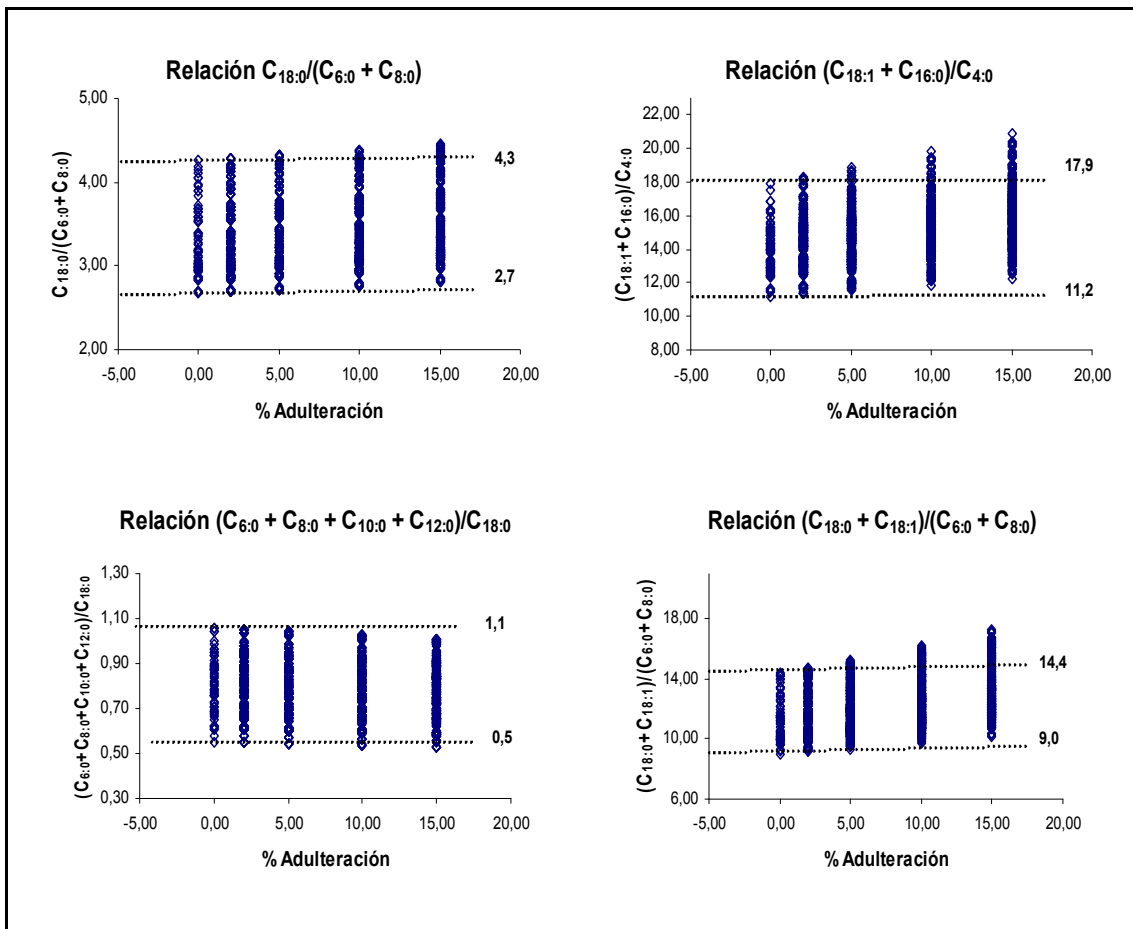 Relación C18:0/(C6:0 + C8:0)
C18:0/(C6:0+C8:0)
5,00
4,00
3,00
2,00
4,3
2,7
-5,00 0,00 5,00 10,00 15,00 20,00
% Adulteración
Relación (C18:1 + C16:0)/C4:0
(C18:1+C16:0)/C4:0
22,00
20,00
18,00
16,00
14,00
12,00
10,00
8,00
17,9
11,2
-5,00 0,00 5,00 10,00 15,00 20,00
% Adulteración
Relación (C6:0 + C8:0 + C10:0 + C12:0)/C18:0
(C6:0+C8:0+C10:0+C12:0)/C18:0
1,30
1,10
0,90
0,70
0,50
0,30
1,1
0,5
-5,00 0,00 5,00 10,00 15,00 20,00
% Adulteración
Relación (C18:0 + C18:1)/(C6:0 + C8:0)
(C18:0+C18:1)/(C6:0+C8:0)
18,00
14,00
10,00
6,00
14,4
9,0
-5,00 0,00 5,00 10,00 15,00 20,00
% Adulteración